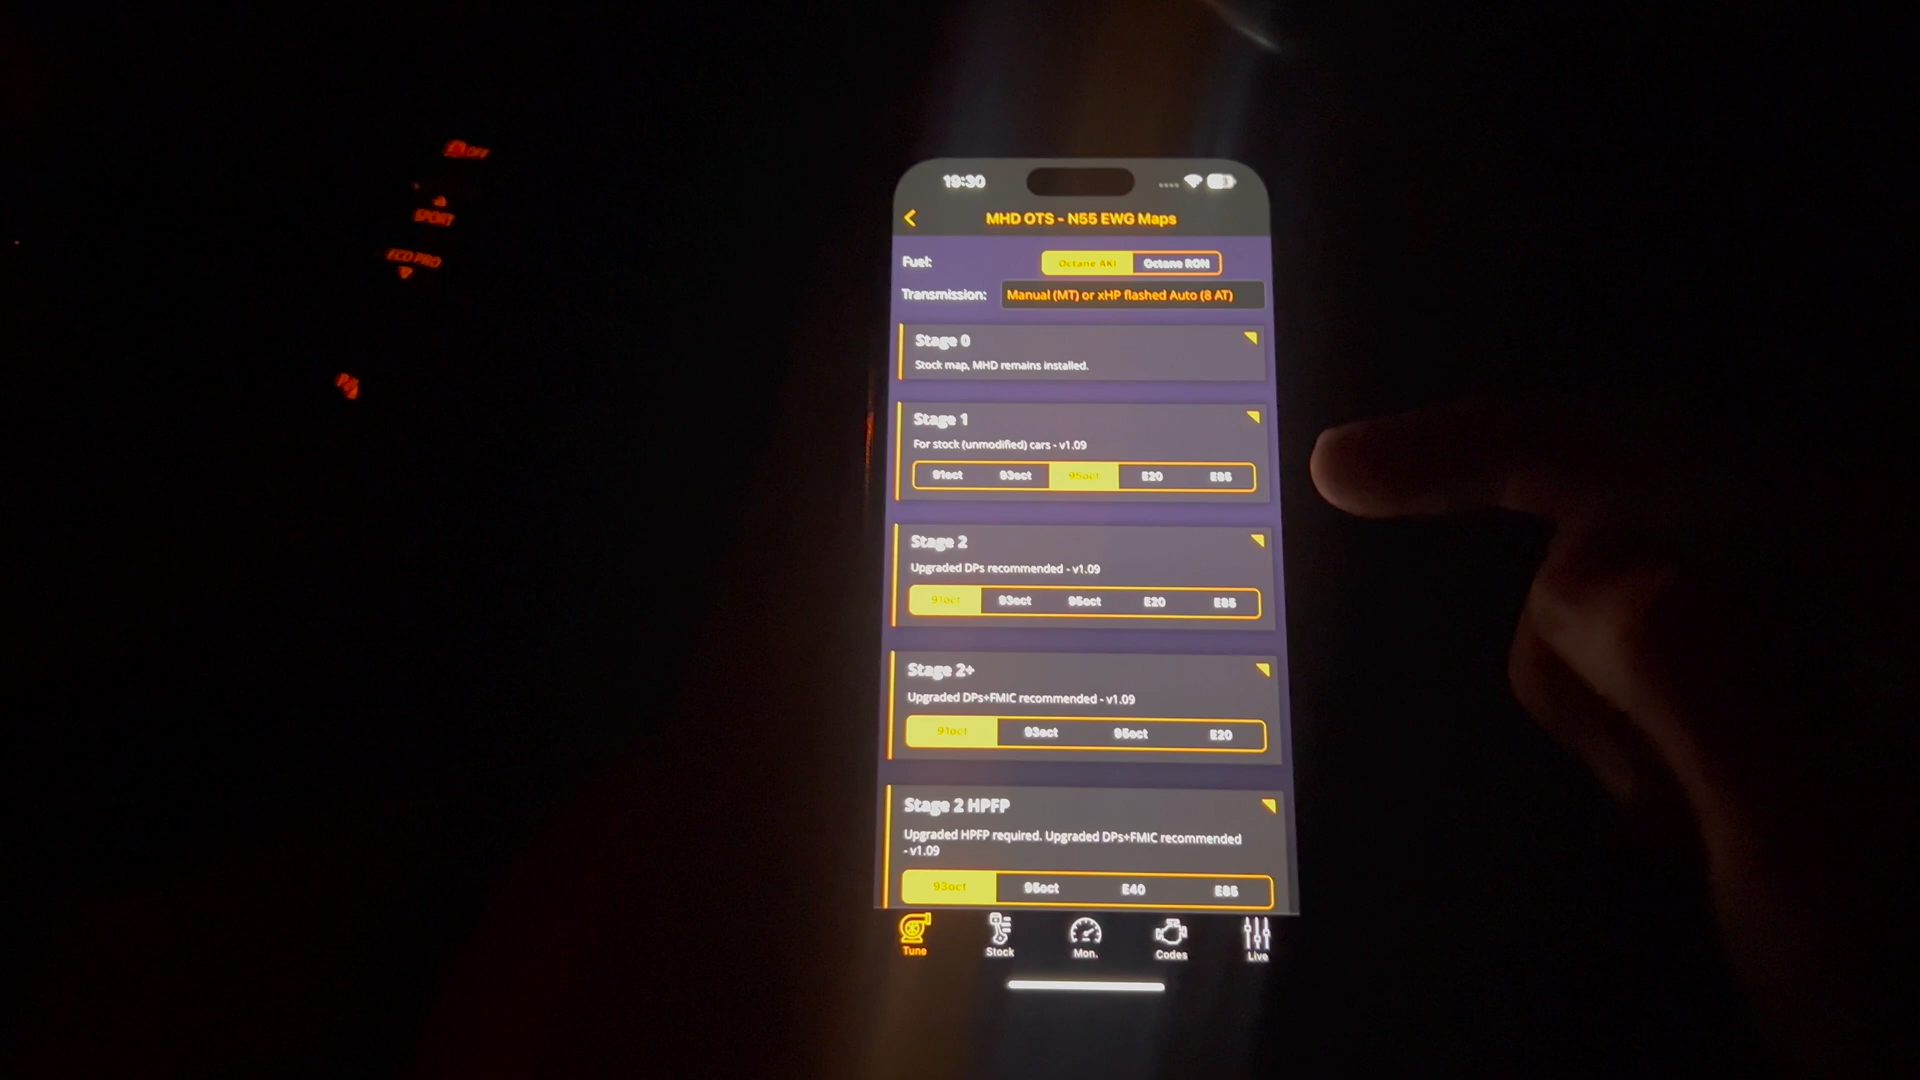 OFF
SPORT
ECO PRO
19:30
MHD OTS - N55 EWG Maps
Fuel:
Octane AKI
Octane RON
Transmission:
Manual (MT) or xHP flashed Auto (8 AT)
Stage 0
Stock map, MHD remains installed.
Stage 1
For stock (unmodified) cars - v1.09
91oct 93oct 95oct E20 E85
Stage 2
Upgraded DPs recommended - v1.09
91oct 93oct 95oct E20 E85
Stage 2+
Upgraded DPs+FMIC recommended - v1.09
91oct 93oct 95oct E20
Stage 2 HPFP
Upgraded HPFP required. Upgraded DPs+FMIC recommended
- v1.09
93oct 95oct E40 E85
Tune Stock Mon. Codes Live